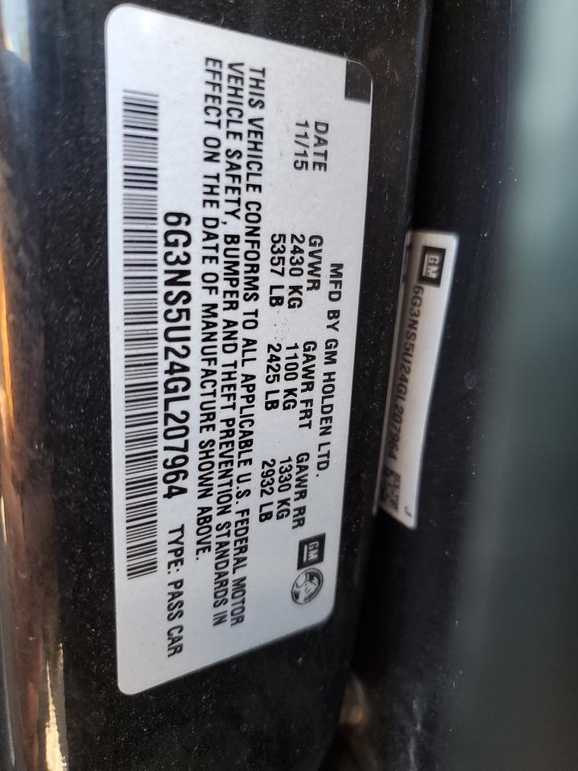 MFD BY GM HOLDEN LTD.
DATE GVWR GAWR FRT GAWR RR
11/15 2430 KG 1100 KG 1330 KG
5357 LB 2425 LB 2932 LB
GM
THIS VEHICLE CONFORMS TO ALL APPLICABLE U.S. FEDERAL MOTOR
VEHICLE SAFETY, BUMPER AND THEFT PREVENTION STANDARDS IN
EFFECT ON THE DATE OF MANUFACTURE SHOWN ABOVE.
6G3NS5U24GL207964 TYPE: PASS CAR
GM
6G3NS5U24GL207964
J